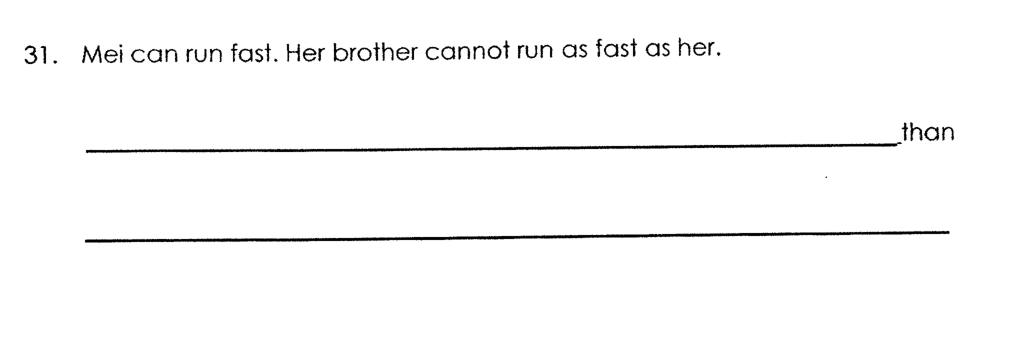 31. Mei can run fast. Her brother cannot run as fast as her.
than